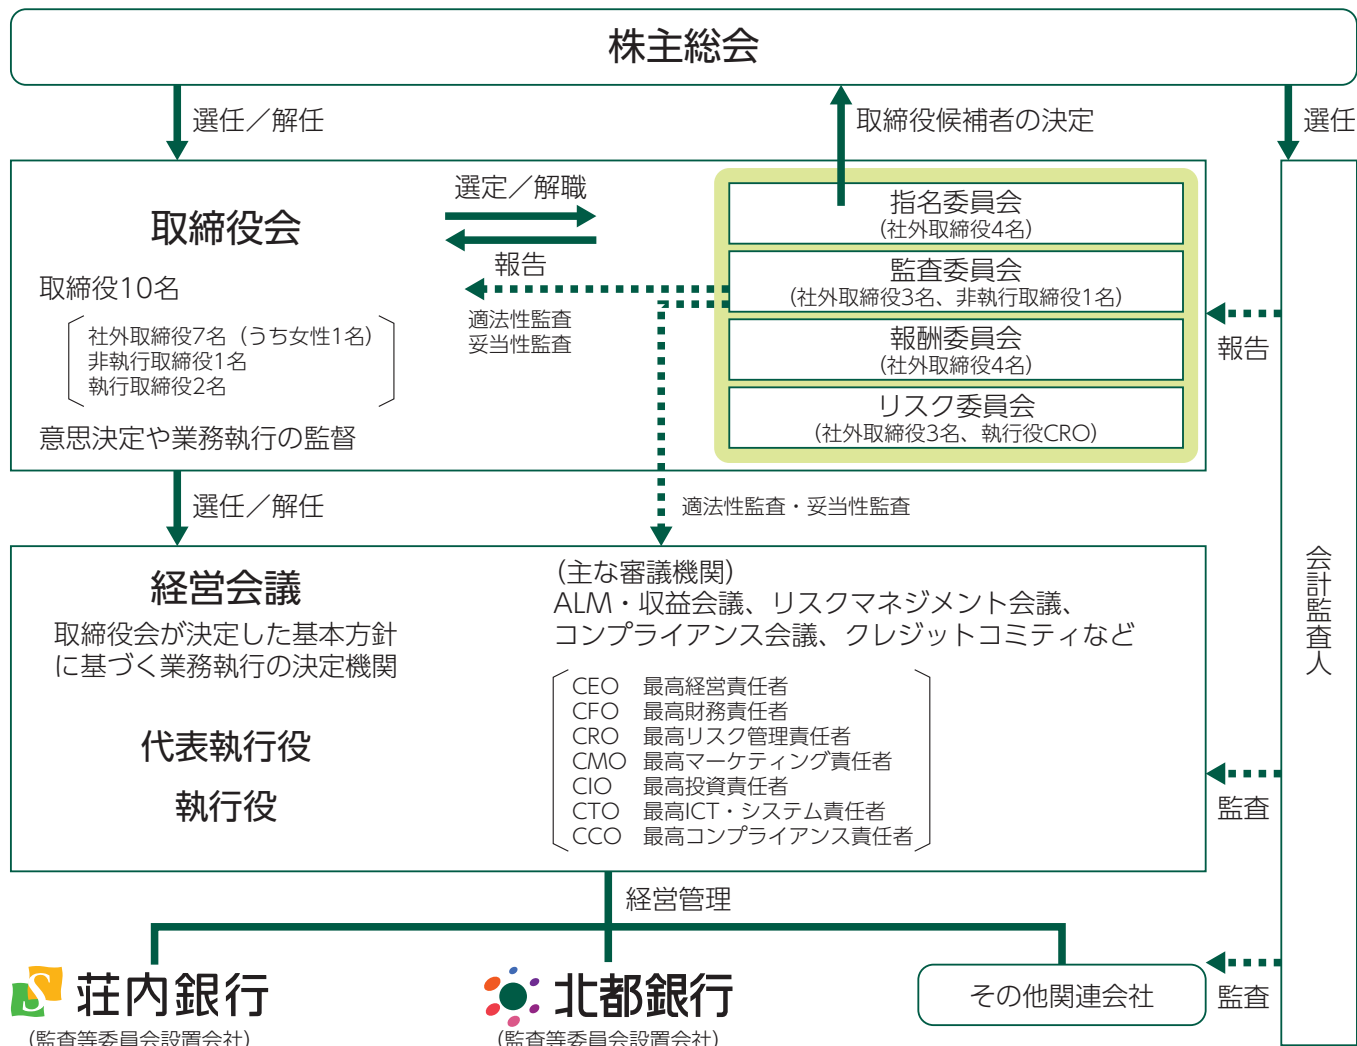 株主総会
選任／解任
取締役候補者の決定
選任
取締役会
選定／解職
報告
取締役10名
社外取締役7名（うち女性1名）
非執行取締役1名
執行取締役2名
意思決定や業務執行の監督
適法性監査
妥当性監査
指名委員会
（社外取締役4名）
監査委員会
（社外取締役3名、非執行取締役1名）
報酬委員会
（社外取締役4名）
リスク委員会
（社外取締役3名、執行役CRO）
報告
選任／解任
適法性監査・妥当性監査
会計監査人
経営会議
取締役会が決定した基本方針
に基づく業務執行の決定機関
代表執行役
執行役
（主な審議機関）
ALM・収益会議、リスクマネジメント会議、
コンプライアンス会議、クレジットコミティなど
CEO 最高経営責任者
CFO 最高財務責任者
CRO 最高リスク管理責任者
CMO 最高マーケティング責任者
CIO 最高投資責任者
CTO 最高ICT・システム責任者
CCO 最高コンプライアンス責任者
監査
経営管理
S 荘内銀行
（監査等委員会設置会社）
北都銀行
（監査等委員会設置会社）
その他関連会社
監査